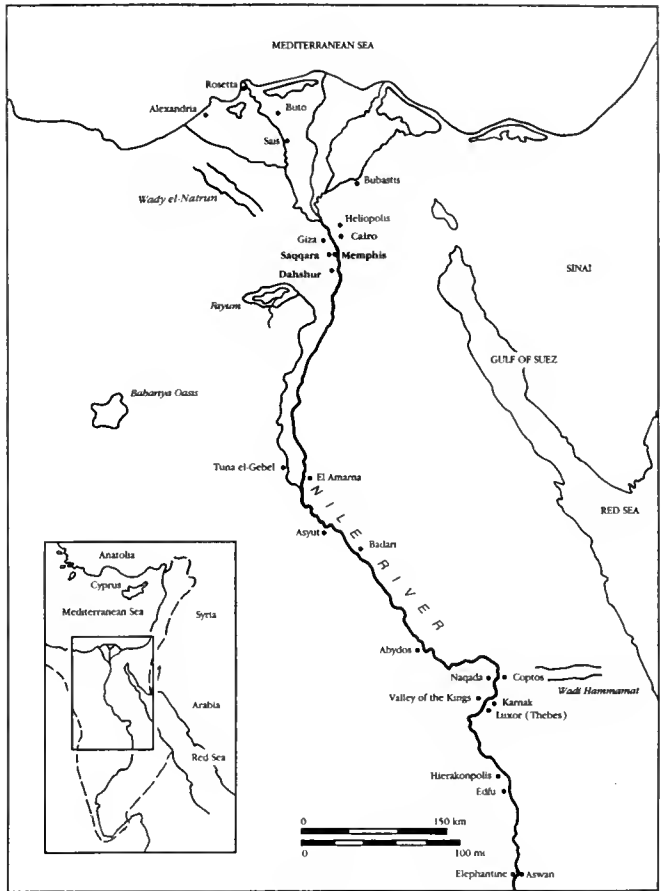 MEDITERRANEAN SEA
Rosetta
Alexandria
Buto
Sais
Bubastis
Wady el-Natrun
Heliopolis
Giza
Cairo
Saqqara
Memphis
Dahshur
SINAI
Fayum
GULF OF SUEZ
Bahariya Oasis
Tuna el-Gebel
El Amarna
NILE RIVER
RED SEA
Asyut
Badari
Anatolia
Cyprus
Mediterranean Sea
Syria
Abydos
Naqada
Coptos
Wadi Hammamat
Valley of the Kings
Karnak
Luxor (Thebes)
Arabia
Red Sea
Hierakonpolis
Edfu
0 150 km
0 100 mi
Elephantine
Aswan